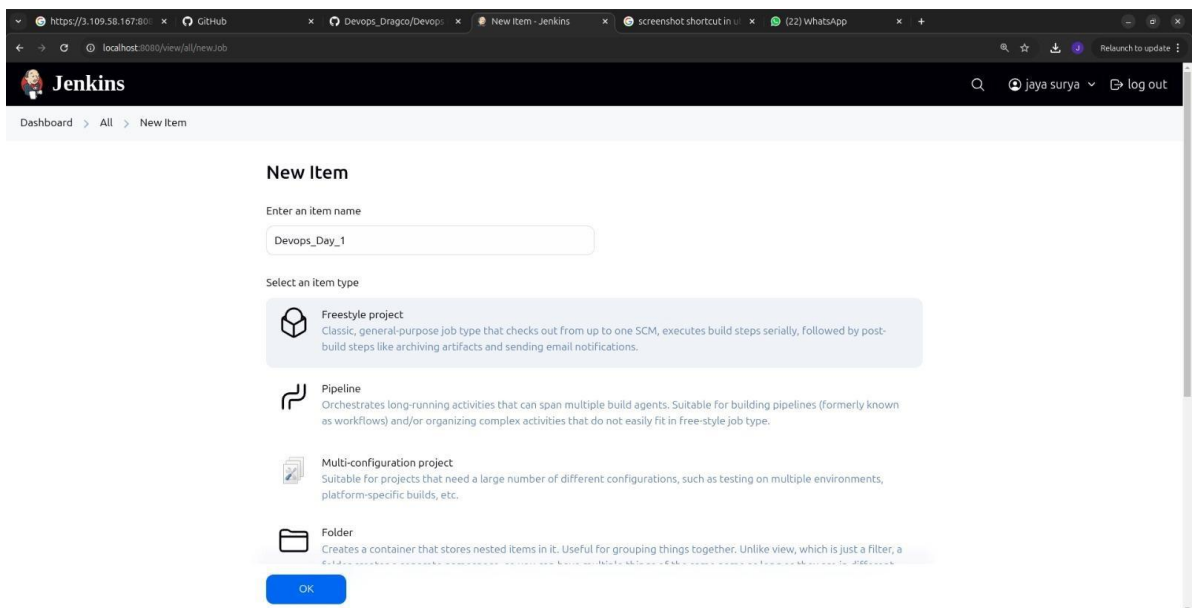 https://3.109.58.167:808
GitHub
Devops_Dragco/Devops
New Item - Jenkins
screenshot shortcut in u
(22) WhatsApp
localhost:8080/view/all/newJob
J
Relaunch to update
Jenkins
jaya surya
log out
Dashboard > All > New Item
New Item
Enter an item name
Devops_Day_1
Select an item type
Freestyle project
Classic, general-purpose job type that checks out from up to one SCM, executes build steps serially, followed by post-
build steps like archiving artifacts and sending email notifications.
Pipeline
Orchestrates long-running activities that can span multiple build agents. Suitable for building pipelines (formerly known
as workflows) and/or organizing complex activities that do not easily fit in free-style job type.
Multi-configuration project
Suitable for projects that need a large number of different configurations, such as testing on multiple environments,
platform-specific builds, etc.
Folder
Creates a container that stores nested items in it. Useful for grouping things together. Unlike view, which is just a filter, a
OK